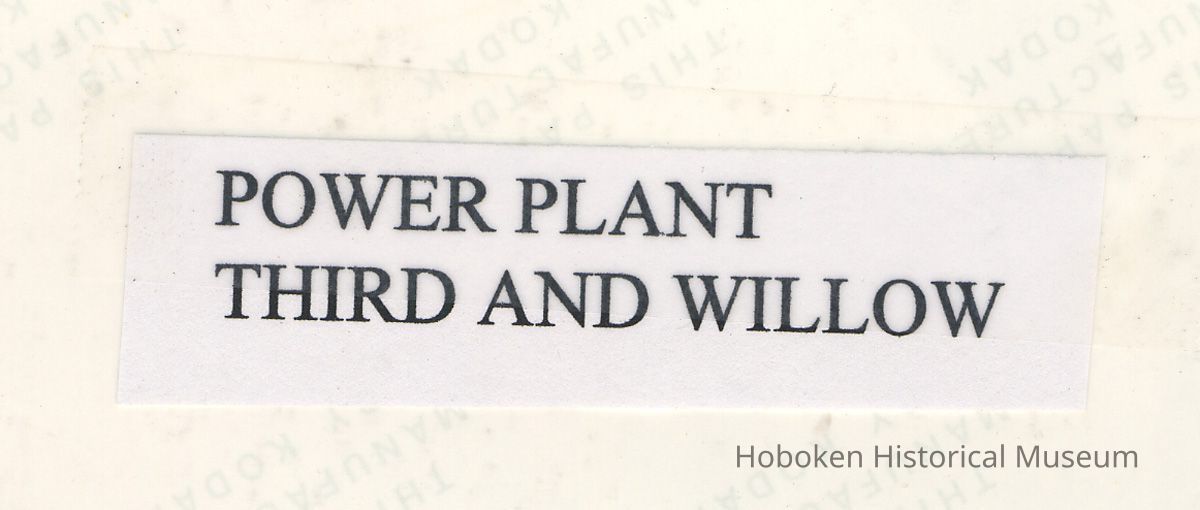 POWER PLANT
THIRD AND WILLOW
Hoboken Historical Museum